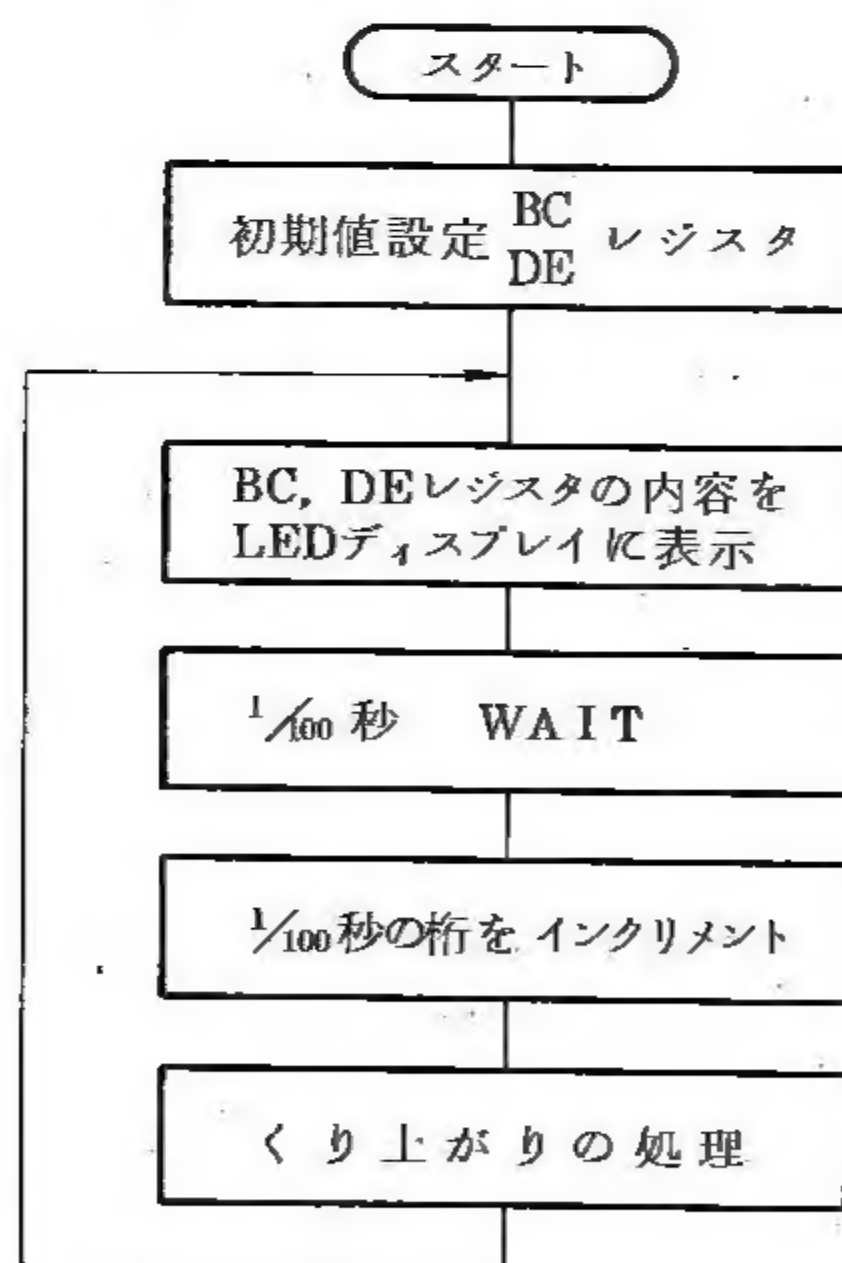 スタート
初期値設定 BC DE レジスタ
BC, DEレジスタの内容を
LEDディスプレイに表示
1/100 秒 WAIT
1/100秒の桁をインクリメント
くり上がりの処理